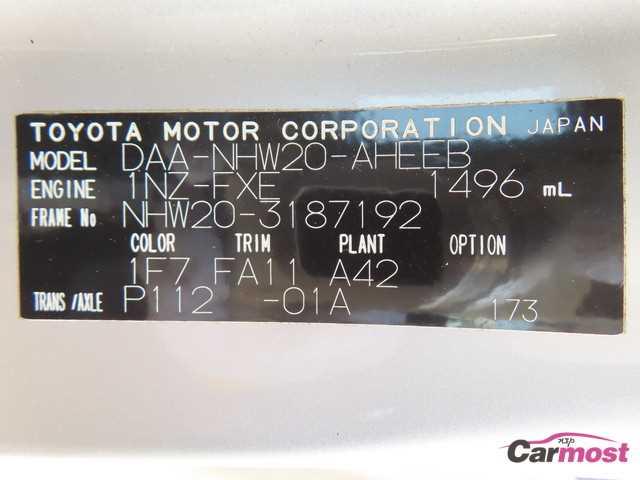 TOYOTA MOTOR CORPORATION JAPAN
MODEL DAA-NHW20-AHEEB
ENGINE 1NZ-FXE 1496 mL
FRAME No NHW20-3187192
COLOR TRIM PLANT OPTION
1F7 FA11 A42
TRANS/AXLE P112 -01A
173
Carmost